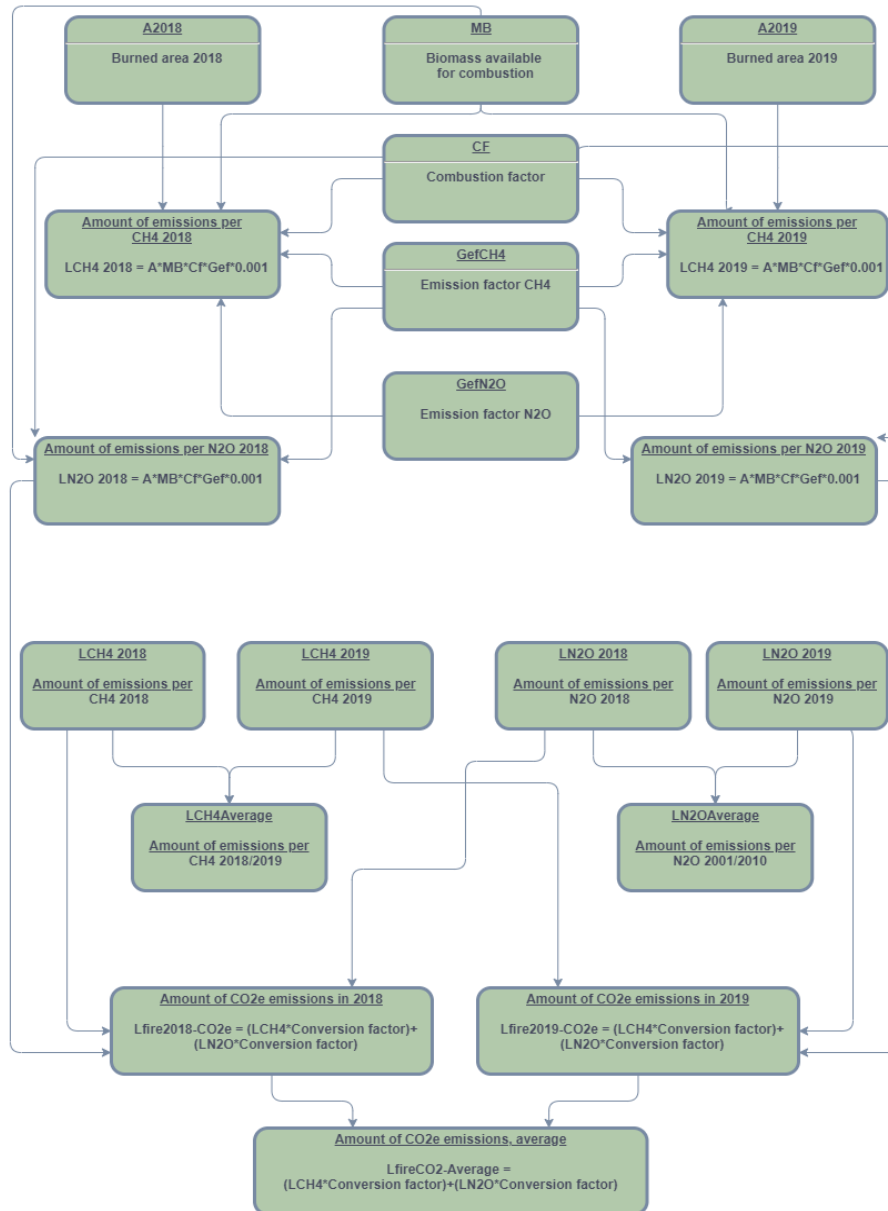 A2018
Burned area 2018
MB
Biomass available
for combustion
A2019
Burned area 2019
CF
Combustion factor
Amount of emissions per
CH4 2018
LCH4 2018 = A*MB*Cf*Gef*0.001
GefCH4
Emission factor CH4
Amount of emissions per
CH4 2019
LCH4 2019 = A*MB*Cf*Gef*0.001
GefN2O
Emission factor N2O
Amount of emissions per N2O 2018
LN2O 2018 = A*MB*Cf*Gef*0.001
Amount of emissions per N2O 2019
LN2O 2019 = A*MB*Cf*Gef*0.001
LCH4 2018
Amount of emissions per
CH4 2018
LCH4 2019
Amount of emissions per
CH4 2019
LN2O 2018
Amount of emissions per
N2O 2018
LN2O 2019
Amount of emissions per
N2O 2019
LCH4Average
Amount of emissions per
CH4 2018/2019
LN2OAverage
Amount of emissions per
N2O 2001/2010
Amount of CO2e emissions in 2018
Lfire2018-CO2e = (LCH4*Conversion factor)+
(LN2O*Conversion factor)
Amount of CO2e emissions in 2019
Lfire2019-CO2e = (LCH4*Conversion factor)+
(LN2O*Conversion factor)
Amount of CO2e emissions, average
LfireCO2-Average =
(LCH4*Conversion factor)+(LN2O*Conversion factor)